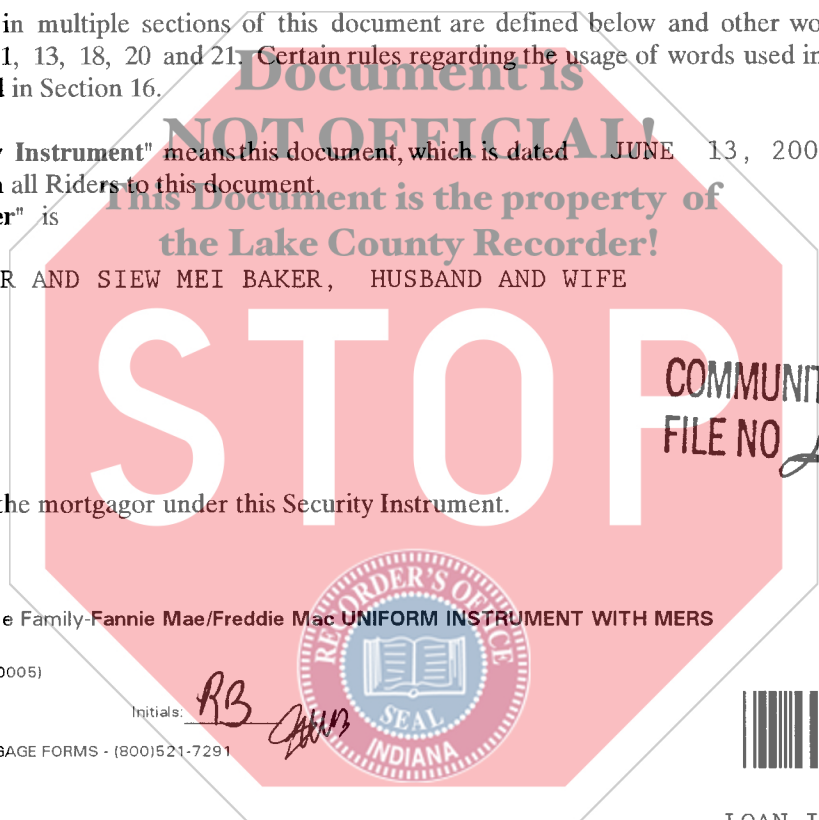 in multiple sections of this document are defined below and other wo
1, 13, 18, 20 and 21. Certain rules regarding the usage of words used in
in Section 16.
Document is
NOT OFFICIAL!
Instrument" means this document, which is dated JUNE 13, 200
all Riders to this document.
This Document is the property of
er" is
the Lake County Recorder!
R AND SIEW MEI BAKER, HUSBAND AND WIFE
STOP
COMMUNIT
FILE NO
the mortgagor under this Security Instrument.
e Family-Fannie Mae/Freddie Mac UNIFORM INSTRUMENT WITH MERS
0005)
RECORDER'S OFFICE
SEAL
INDIANA
Initials: RB
GAGE FORMS - (800)521-7291